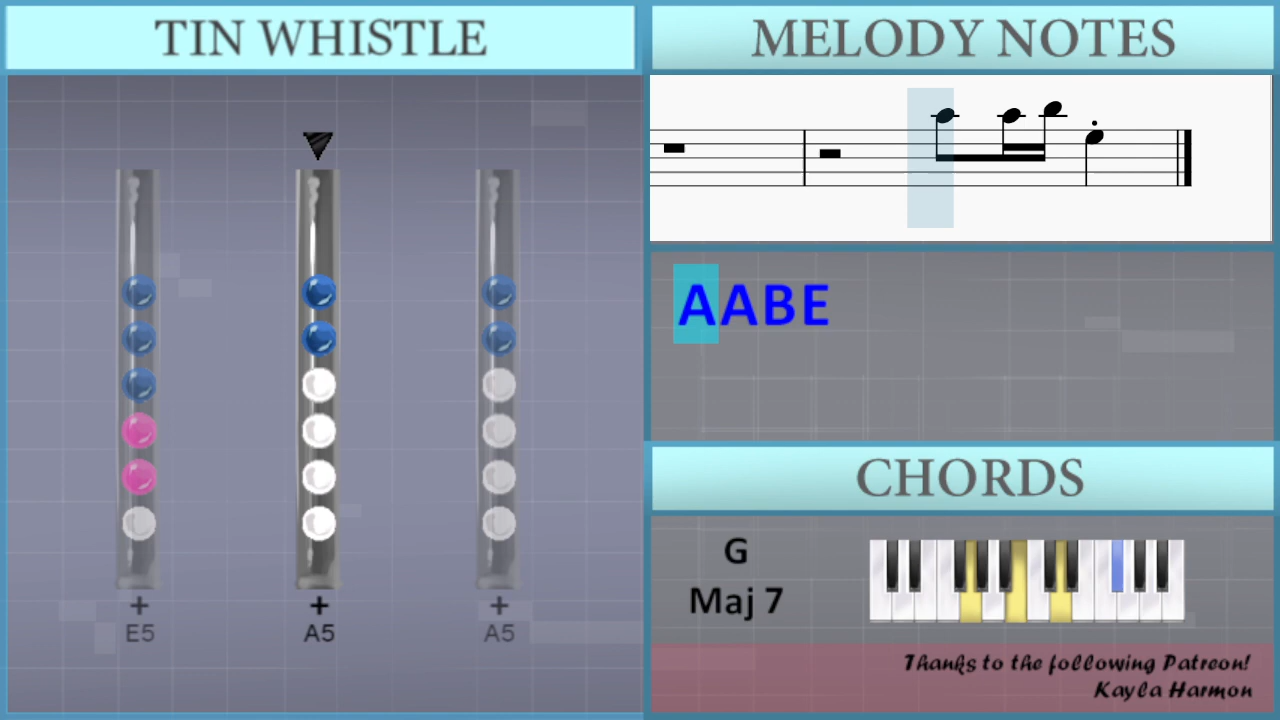 TIN WHISTLE
+
E5
+
A5
+
A5
MELODY NOTES
AABE
CHORDS
G
Maj 7
Thanks to the following Patreon!
Kayla Harmon